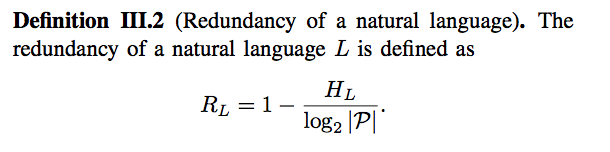 Definition III.2 (Redundancy of a natural language). The
redundancy of a natural language L is defined as
R_L = 1 − H_L / log₂ |𝒫| .